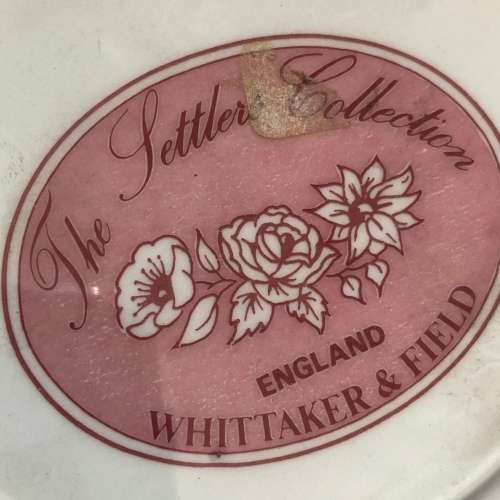 The Settlers Collection
ENGLAND
WHITTAKER & FIELD